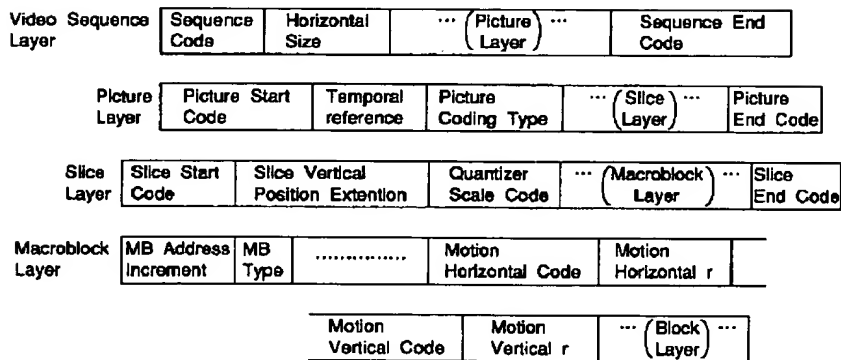 Video Sequence Layer
Sequence Code
Horizontal Size
... (Picture Layer) ...
Sequence End Code
Picture Layer
Picture Start Code
Temporal reference
Picture Coding Type
... (Slice Layer) ...
Picture End Code
Slice Layer
Slice Start Code
Slice Vertical Position Extention
Quantizer Scale Code
... (Macroblock Layer) ...
Slice End Code
Macroblock Layer
MB Address Increment
MB Type
...............
Motion Horizontal Code
Motion Horizontal r
Motion Vertical Code
Motion Vertical r
... (Block Layer) ...